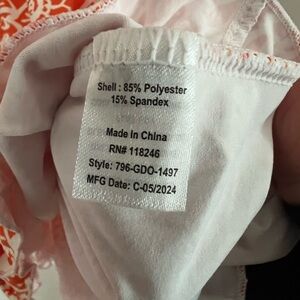 Shell : 85% Polyester
15% Spandex
Made in China
RN# 118246
Style: 796-GDO-1497
MFG Date: C-05/2024